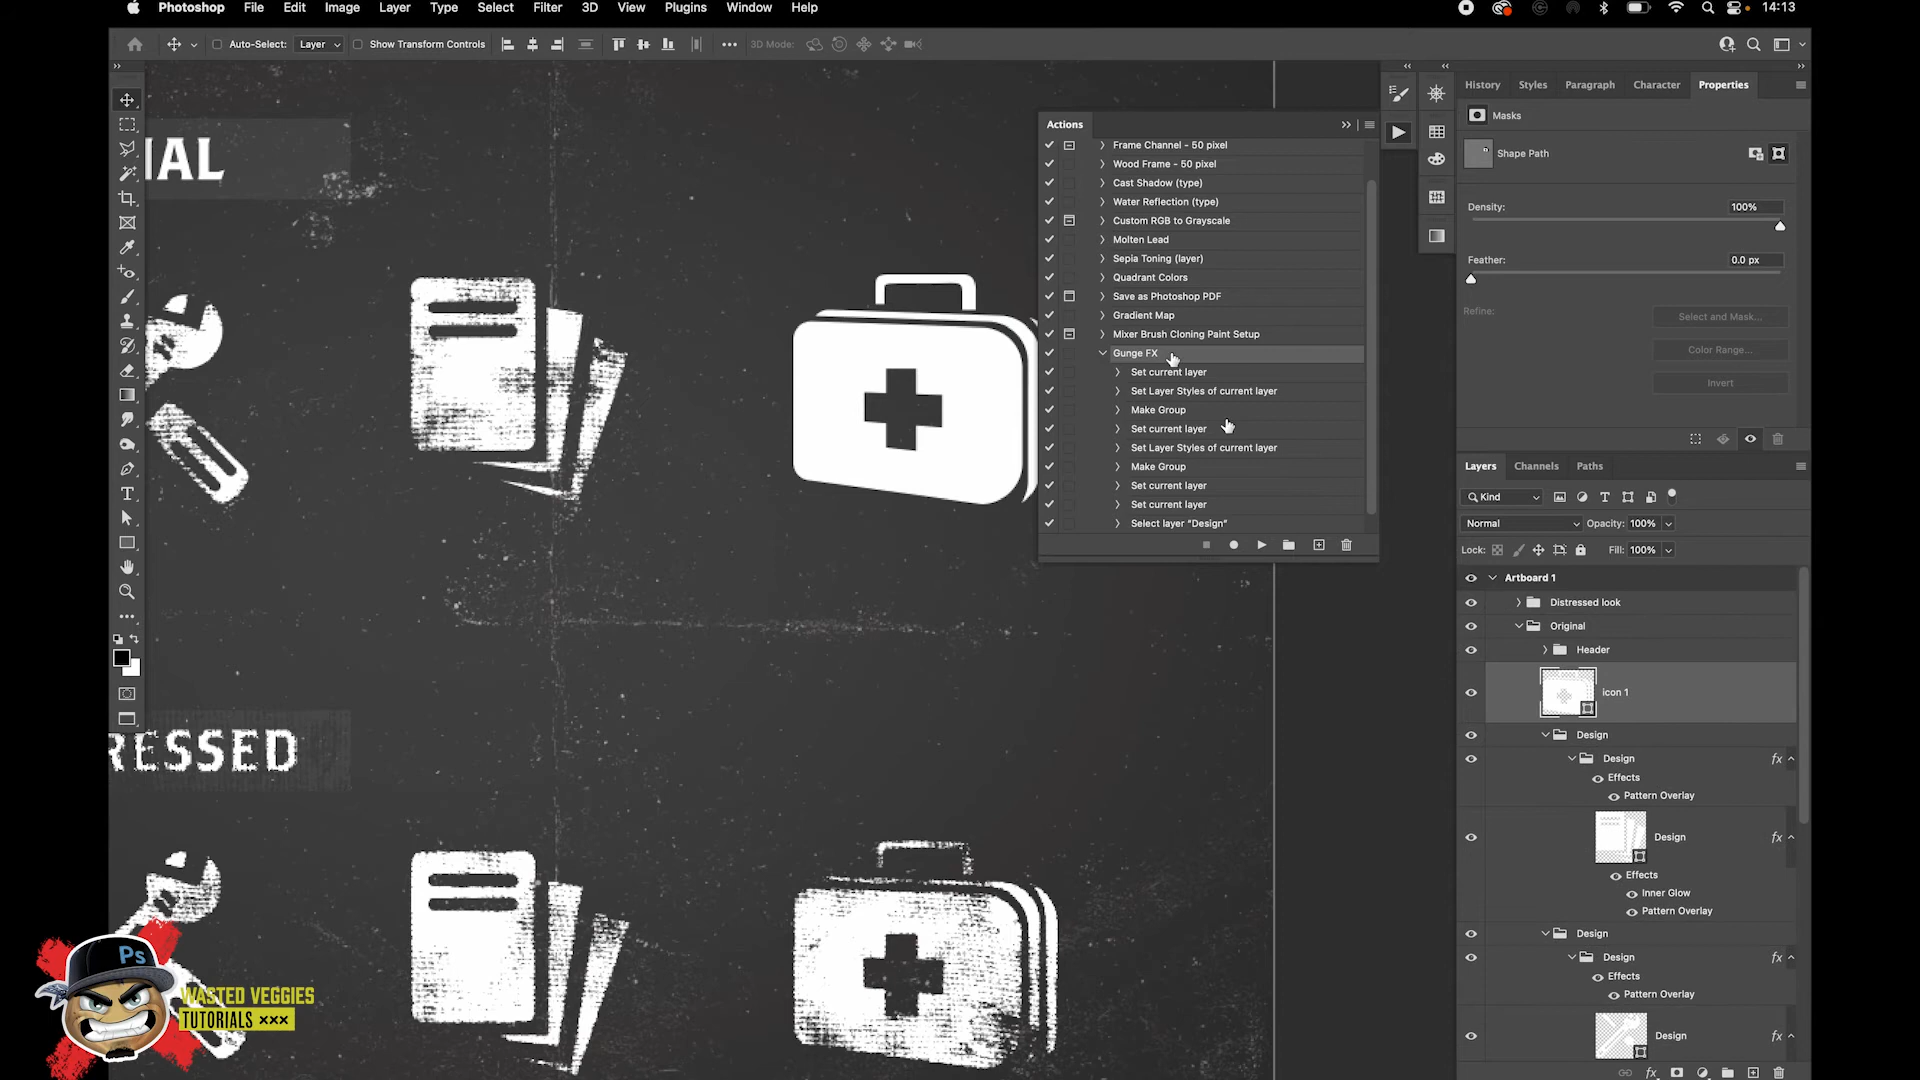 Photoshop File Edit Image Layer Type Select Filter 3D View Plugins Window Help 14:13
Auto-Select: Layer Show Transform Controls 3D Mode:
History Styles Paragraph Character Properties
Masks
Shape Path
Density: 100%
Feather: 0.0 px
Refine:
Select and Mask...
Color Range...
Invert
Actions
Frame Channel - 50 pixel
Wood Frame - 50 pixel
Cast Shadow (type)
Water Reflection (type)
Custom RGB to Grayscale
Molten Lead
Sepia Toning (layer)
Quadrant Colors
Save as Photoshop PDF
Gradient Map
Mixer Brush Cloning Paint Setup
Gunge FX
Set current layer
Set Layer Styles of current layer
Make Group
Set current layer
Set Layer Styles of current layer
Make Group
Set current layer
Set current layer
Select layer "Design"
Layers Channels Paths
Kind
Normal Opacity: 100%
Lock: Fill: 100%
Artboard 1
Distressed look
Original
Header
icon 1
Design
Design
Effects
Pattern Overlay
Design
Effects
Inner Glow
Pattern Overlay
Design
Design
Effects
Pattern Overlay
Design
fx
fx
fx
fx
fx
NAL
RESSED
Ps
WASTED VEGGIES
TUTORIALS ×××